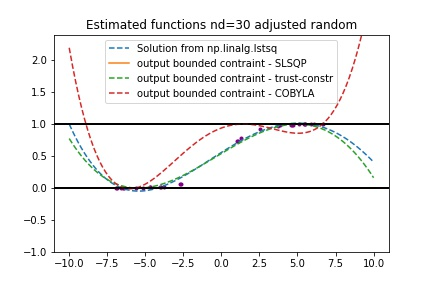 Estimated functions nd=30 adjusted random
Solution from np.linalg.lstsq
output bounded contraint - SLSQP
output bounded contraint - trust-constr
output bounded contraint - COBYLA
2.0
1.5
1.0
0.5
0.0
−0.5
−1.0
−10.0 −7.5 −5.0 −2.5 0.0 2.5 5.0 7.5 10.0